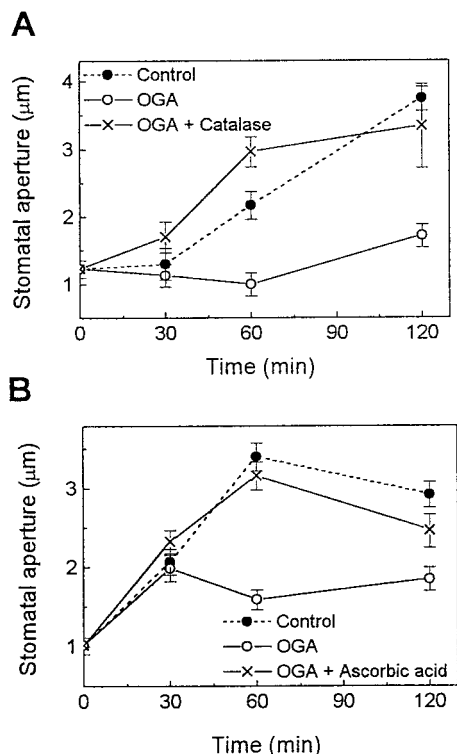 A
Control
OGA
OGA + Catalase
Stomatal aperture (μm)
4
3
2
1
0 30 60 90 120
Time (min)
B
Stomatal aperture (μm)
3
2
1
Control
OGA
OGA + Ascorbic acid
0 30 60 90 120
Time (min)